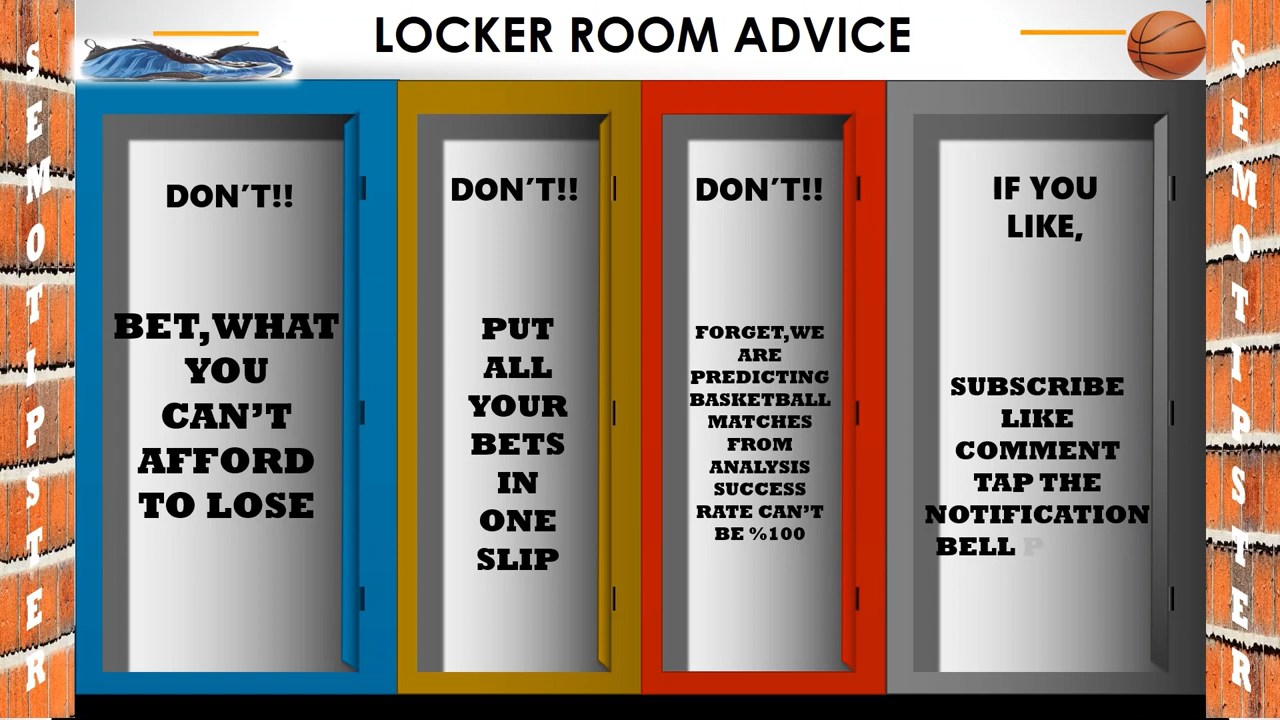 LOCKER ROOM ADVICE
SEMOTIPSTER
DON'T!!
BET,WHAT
YOU
CAN'T
AFFORD
TO LOSE
DON'T!!
PUT
ALL
YOUR
BETS
IN
ONE
SLIP
DON'T!!
FORGET,WE
ARE
PREDICTING
BASKETBALL
MATCHES
FROM
ANALYSIS
SUCCESS
RATE CAN'T
BE %100
IF YOU
LIKE,
SUBSCRIBE
LIKE
COMMENT
TAP THE
NOTIFICATION
BELL P
SEMOTIPSTER